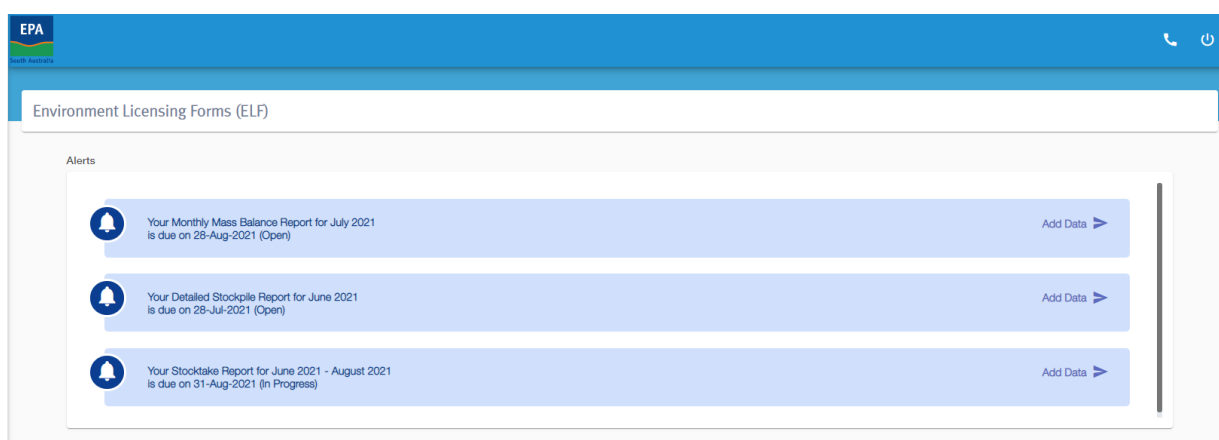 EPA
South Australia
Environment Licensing Forms (ELF)
Alerts
Your Monthly Mass Balance Report for July 2021
is due on 28-Aug-2021 (Open)
Add Data
Your Detailed Stockpile Report for June 2021
is due on 28-Jul-2021 (Open)
Add Data
Your Stocktake Report for June 2021 - August 2021
is due on 31-Aug-2021 (In Progress)
Add Data